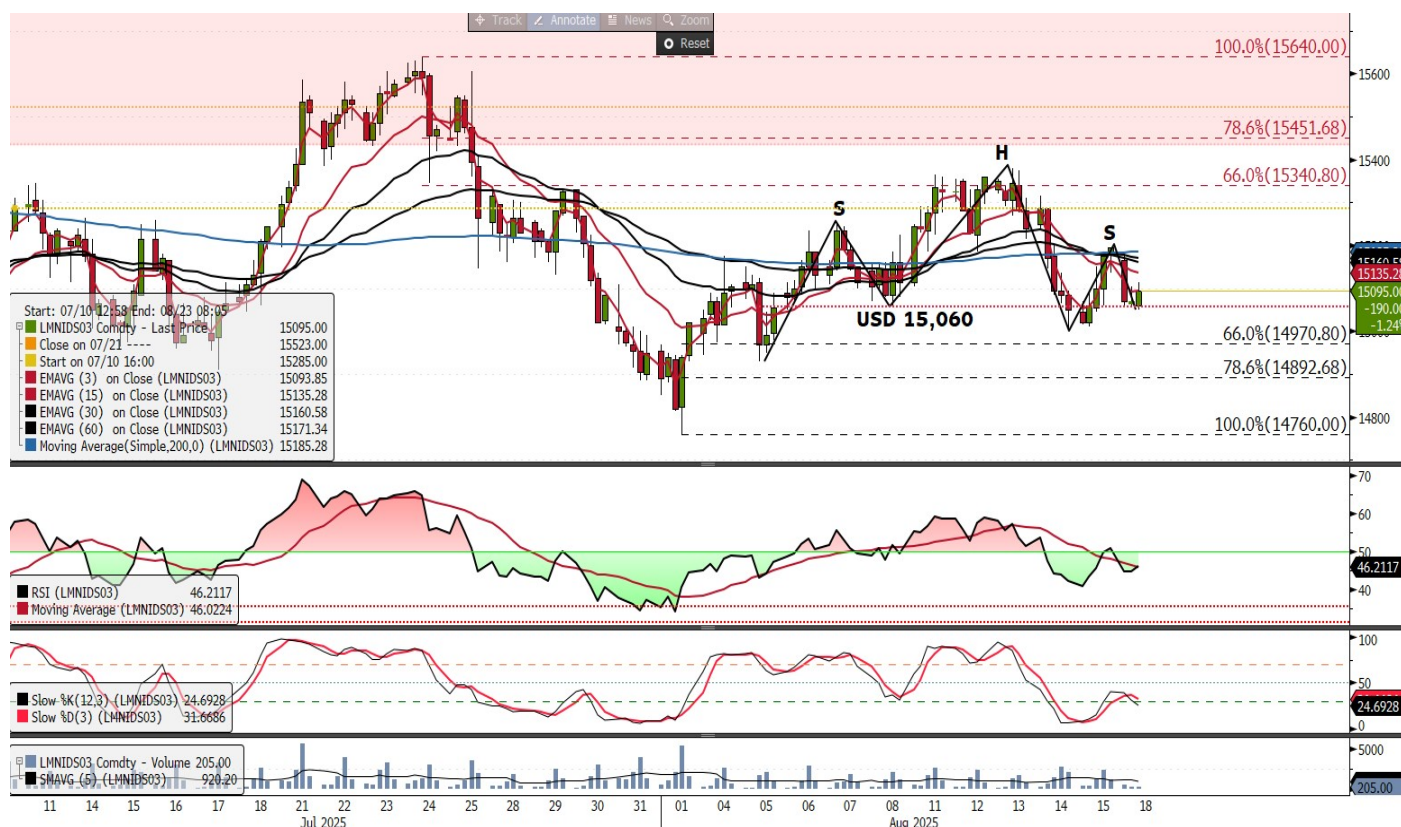 Track Annotate News Zoom
Reset
100.0%(15640.00)
15600
78.6%(15451.68)
15400
H
66.0%(15340.80)
S
S
15160.58
15135.28
15095.00
-190.00
-1.24%
USD 15,060
66.0%(14970.80)
78.6%(14892.68)
14800
100.0%(14760.00)
Start: 07/10 12:58 End: 08/23 08:05
LMNIDS03 Comdty - Last Price 15095.00
Close on 07/21 ---- 15523.00
Start on 07/10 16:00 15285.00
EMAVG (3) on Close (LMNIDS03) 15093.85
EMAVG (15) on Close (LMNIDS03) 15135.28
EMAVG (30) on Close (LMNIDS03) 15160.58
EMAVG (60) on Close (LMNIDS03) 15171.34
Moving Average(Simple,200,0) (LMNIDS03) 15185.28
70
60
50
46.2117
40
RSI (LMNIDS03) 46.2117
Moving Average (LMNIDS03) 46.0224
100
50
24.6928
0
Slow %K(12,3) (LMNIDS03) 24.6928
Slow %D(3) (LMNIDS03) 31.6686
5000
205.00
LMNIDS03 Comdty - Volume 205.00
SMAVG (5) (LMNIDS03) 920.20
11 14 15 16 17 18 21 22 23 24 25 28 29 30 31 01 04 05 06 07 08 11 12 13 14 15 18
Jul 2025 Aug 2025